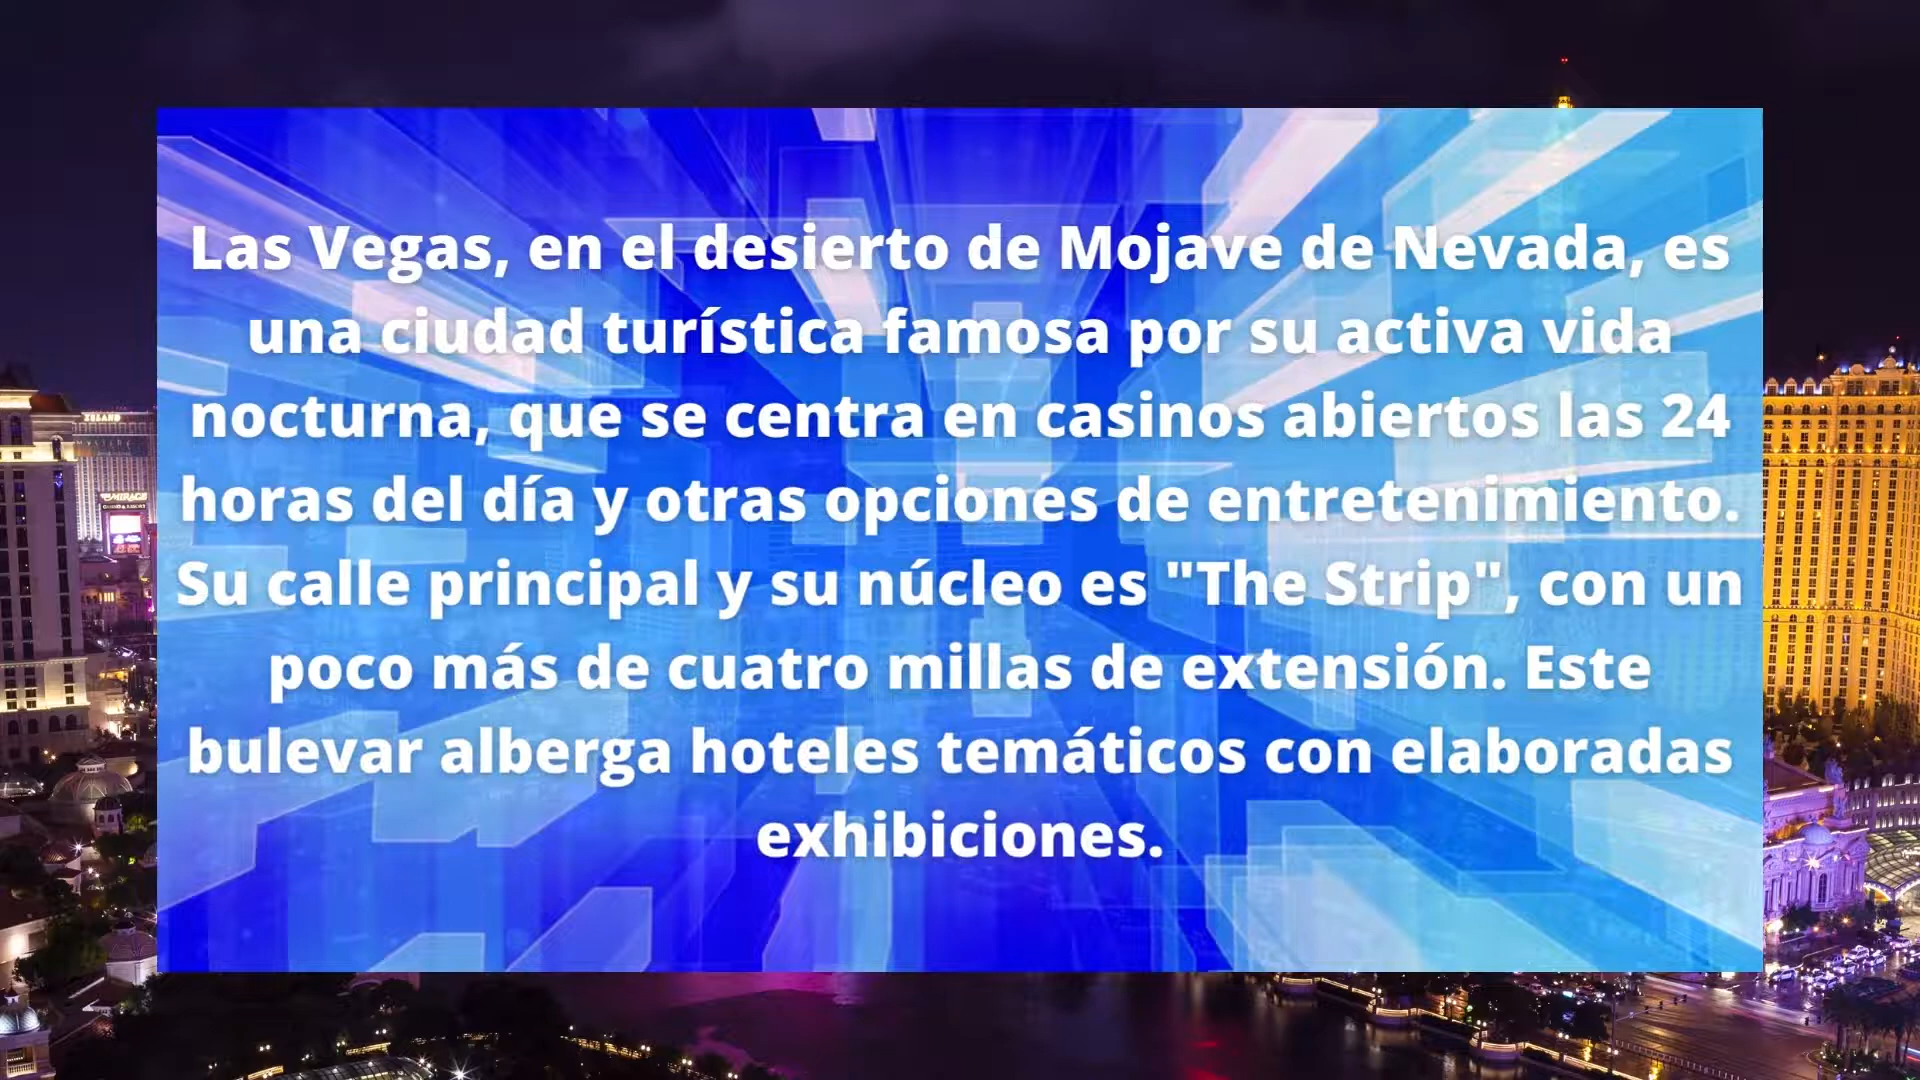 Las Vegas, en el desierto de Mojave de Nevada, es
una ciudad turística famosa por su activa vida
nocturna, que se centra en casinos abiertos las 24
horas del día y otras opciones de entretenimiento.
Su calle principal y su núcleo es "The Strip", con un
poco más de cuatro millas de extensión. Este
bulevar alberga hoteles temáticos con elaboradas
exhibiciones.
MIRAGE